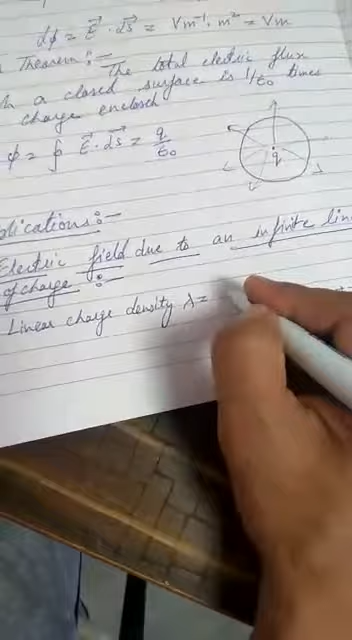 dφ = E⃗ . ds⃗ = Vm⁻¹. m² = Vm
Theorem :- The total electric flux
a closed surface is 1/ε₀ times
charge enclosed
φ = ∮ E⃗ . ds⃗ = q/ε₀
q
plications :-
Electric field due to an infinite line
of charge :-
Linear charge density λ =